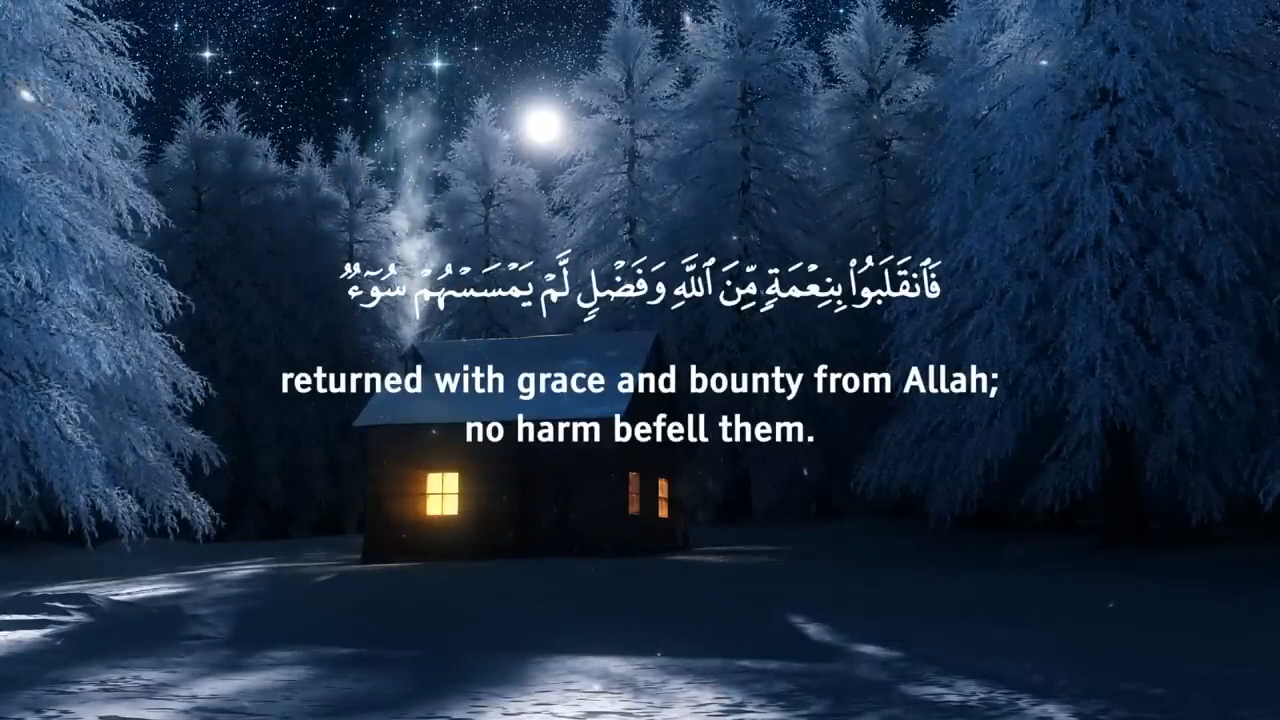 فَٱنقَلَبُوا۟ بِنِعْمَةٍ مِّنَ ٱللَّهِ وَفَضْلٍ لَّمْ يَمْسَسْهُمْ سُوٓءٌ
returned with grace and bounty from Allah;
no harm befell them.